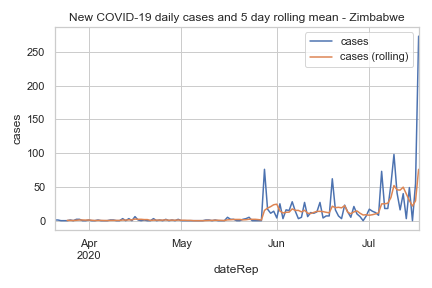 New COVID-19 daily cases and 5 day rolling mean - Zimbabwe
cases
cases (rolling)
250
200
150
100
50
0
cases
Apr
2020
May
Jun
Jul
dateRep